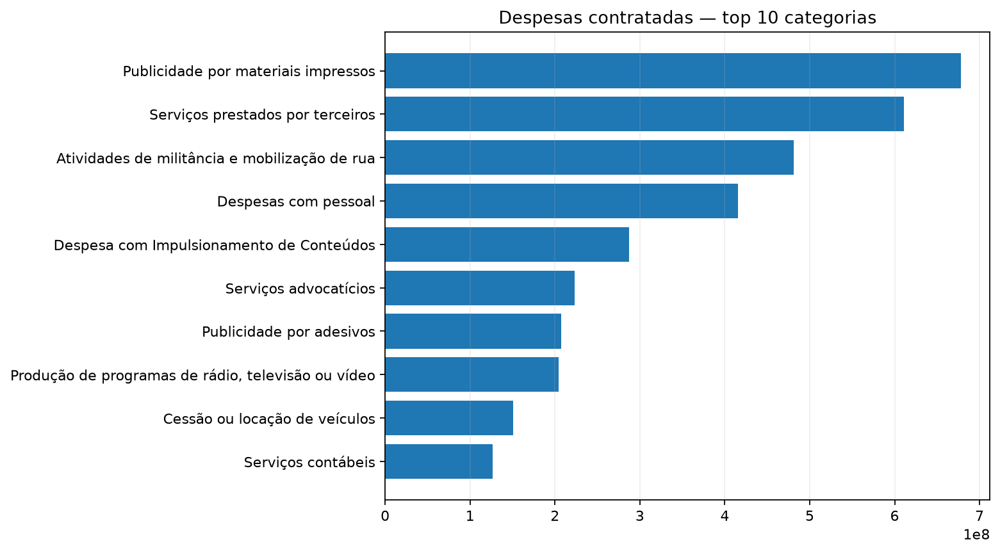 Despesas contratadas — top 10 categorias
Publicidade por materiais impressos
Serviços prestados por terceiros
Atividades de militância e mobilização de rua
Despesas com pessoal
Despesa com Impulsionamento de Conteúdos
Serviços advocatícios
Publicidade por adesivos
Produção de programas de rádio, televisão ou vídeo
Cessão ou locação de veículos
Serviços contábeis
0 1 2 3 4 5 6 7
1e8